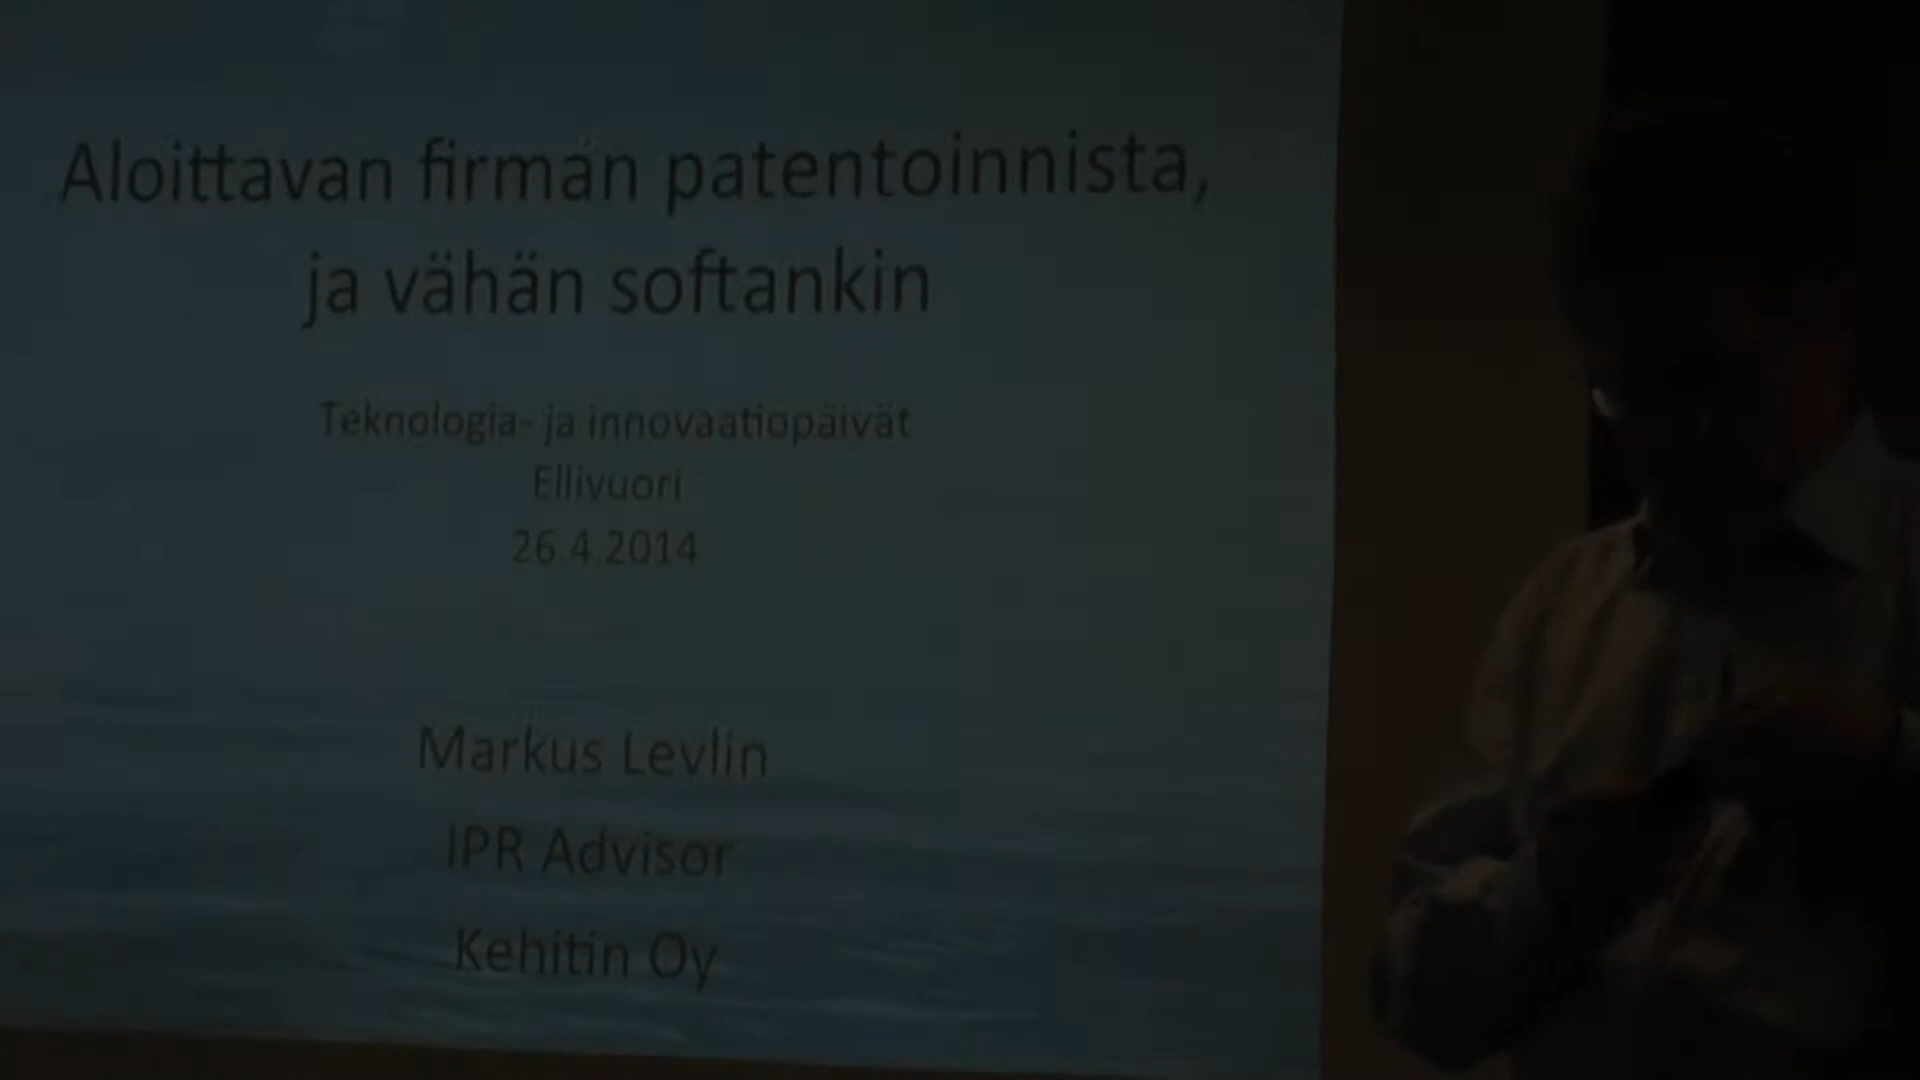 Aloittavan firman patentoinnista,
ja vähän softankin
Teknologia- ja innovaatiopäivät
Ellivuori
26.4.2014
Markus Levlin
IPR Advisor
Kehitin Oy